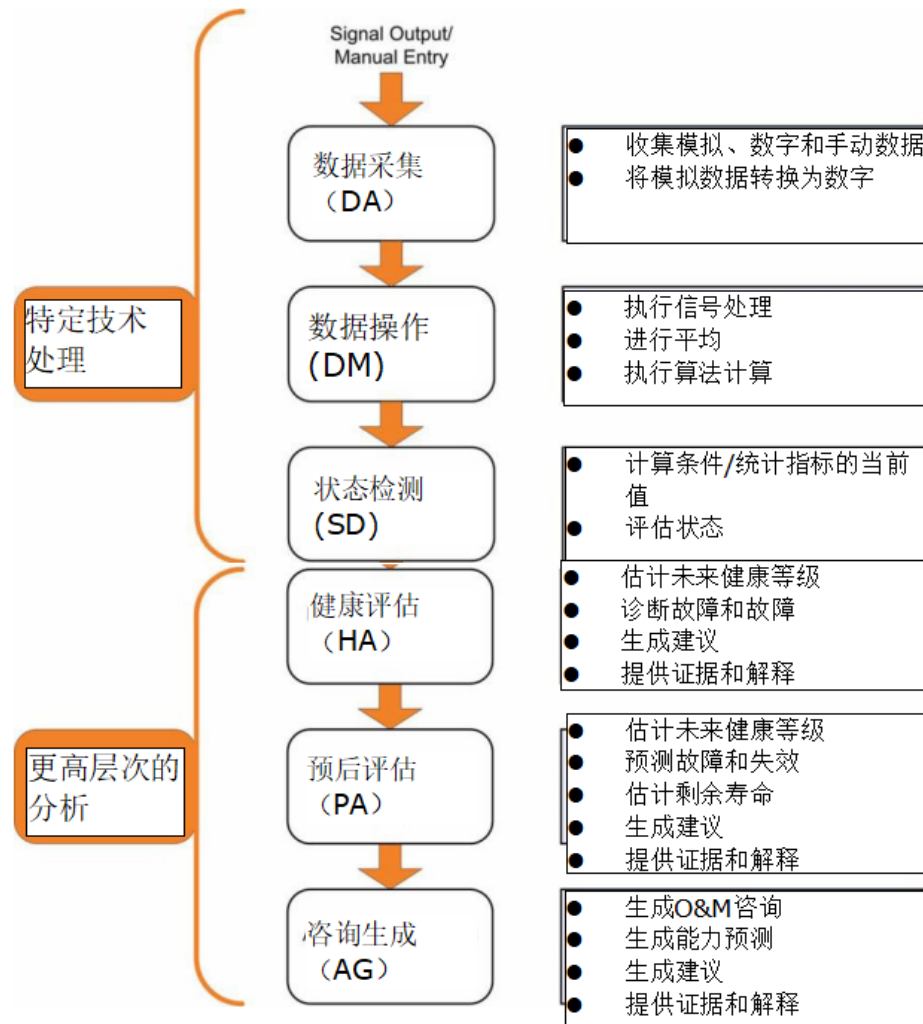 Signal Output/
Manual Entry
数据采集
（DA）
● 收集模拟、数字和手动数据
● 将模拟数据转换为数字
特定技术
处理
数据操作
(DM)
● 执行信号处理
● 进行平均
● 执行算法计算
状态检测
(SD)
● 计算条件/统计指标的当前
值
● 评估状态
健康评估
（HA）
● 估计未来健康等级
● 诊断故障和故障
● 生成建议
● 提供证据和解释
更高层次的
分析
预后评估
（PA）
● 估计未来健康等级
● 预测故障和失效
● 估计剩余寿命
● 生成建议
● 提供证据和解释
咨询生成
（AG）
● 生成O&M咨询
● 生成能力预测
● 生成建议
● 提供证据和解释